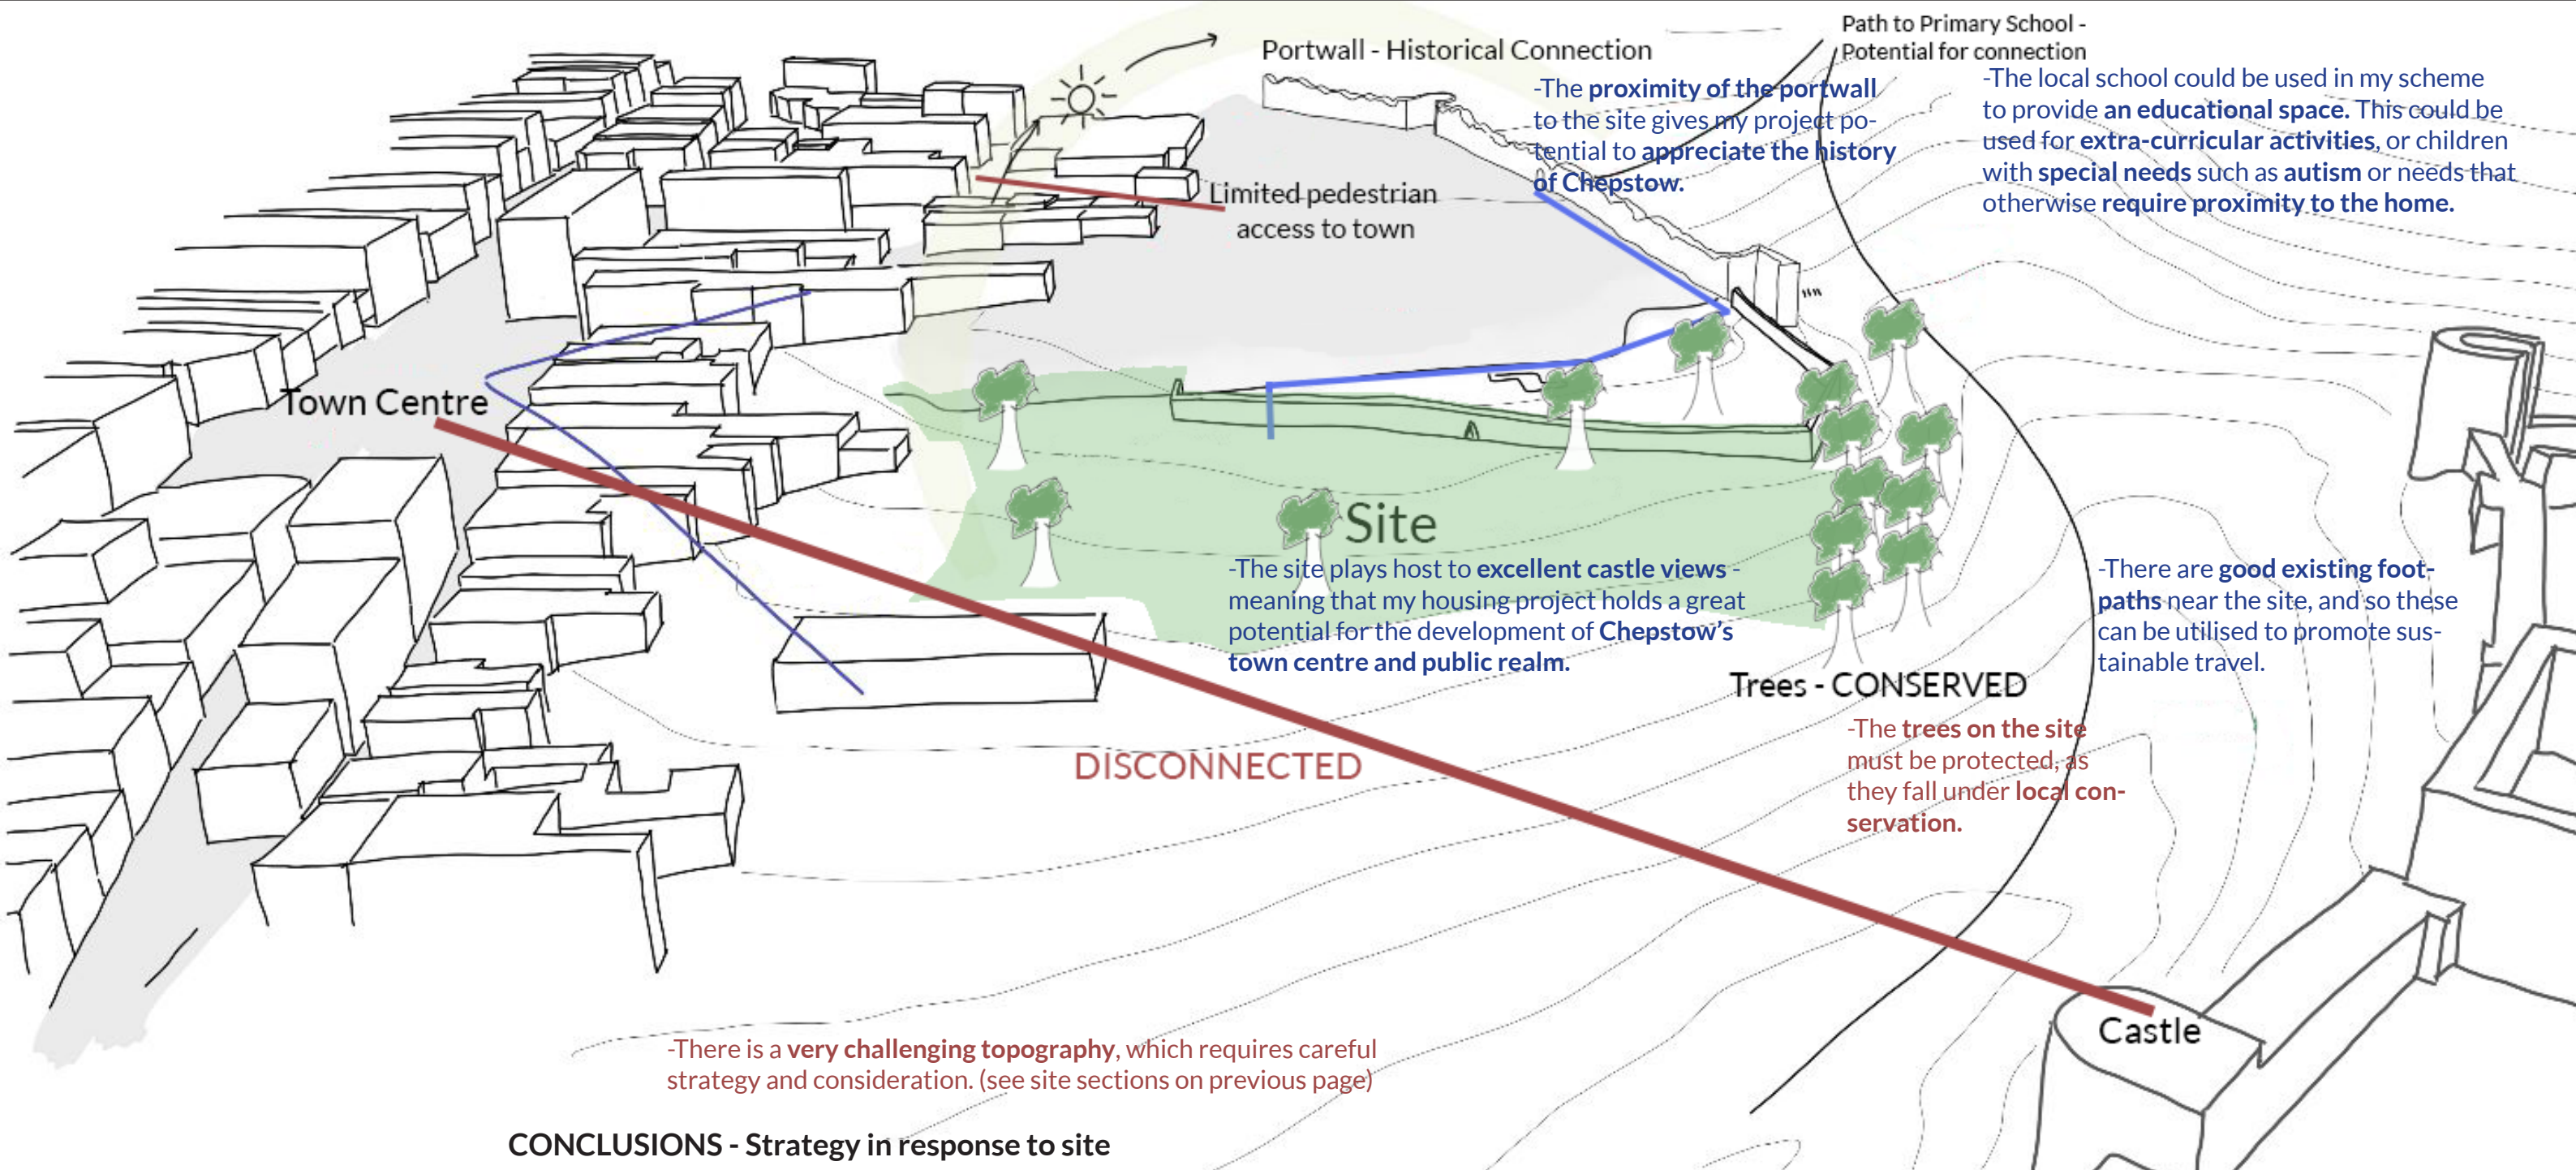 Portwall - Historical Connection
Path to Primary School -
Potential for connection
-The proximity of the portwall
to the site gives my project po-
tential to appreciate the history
of Chepstow.
-The local school could be used in my scheme
to provide an educational space. This could be
used for extra-curricular activities, or children
with special needs such as autism or needs that
otherwise require proximity to the home.
Limited pedestrian
access to town
Town Centre
Site
-The site plays host to excellent castle views -
meaning that my housing project holds a great
potential for the development of Chepstow's
town centre and public realm.
-There are good existing foot-
paths near the site, and so these
can be utilised to promote sus-
tainable travel.
Trees - CONSERVED
-The trees on the site
must be protected, as
they fall under local con-
servation.
DISCONNECTED
Castle
-There is a very challenging topography, which requires careful
strategy and consideration. (see site sections on previous page)
CONCLUSIONS - Strategy in response to site